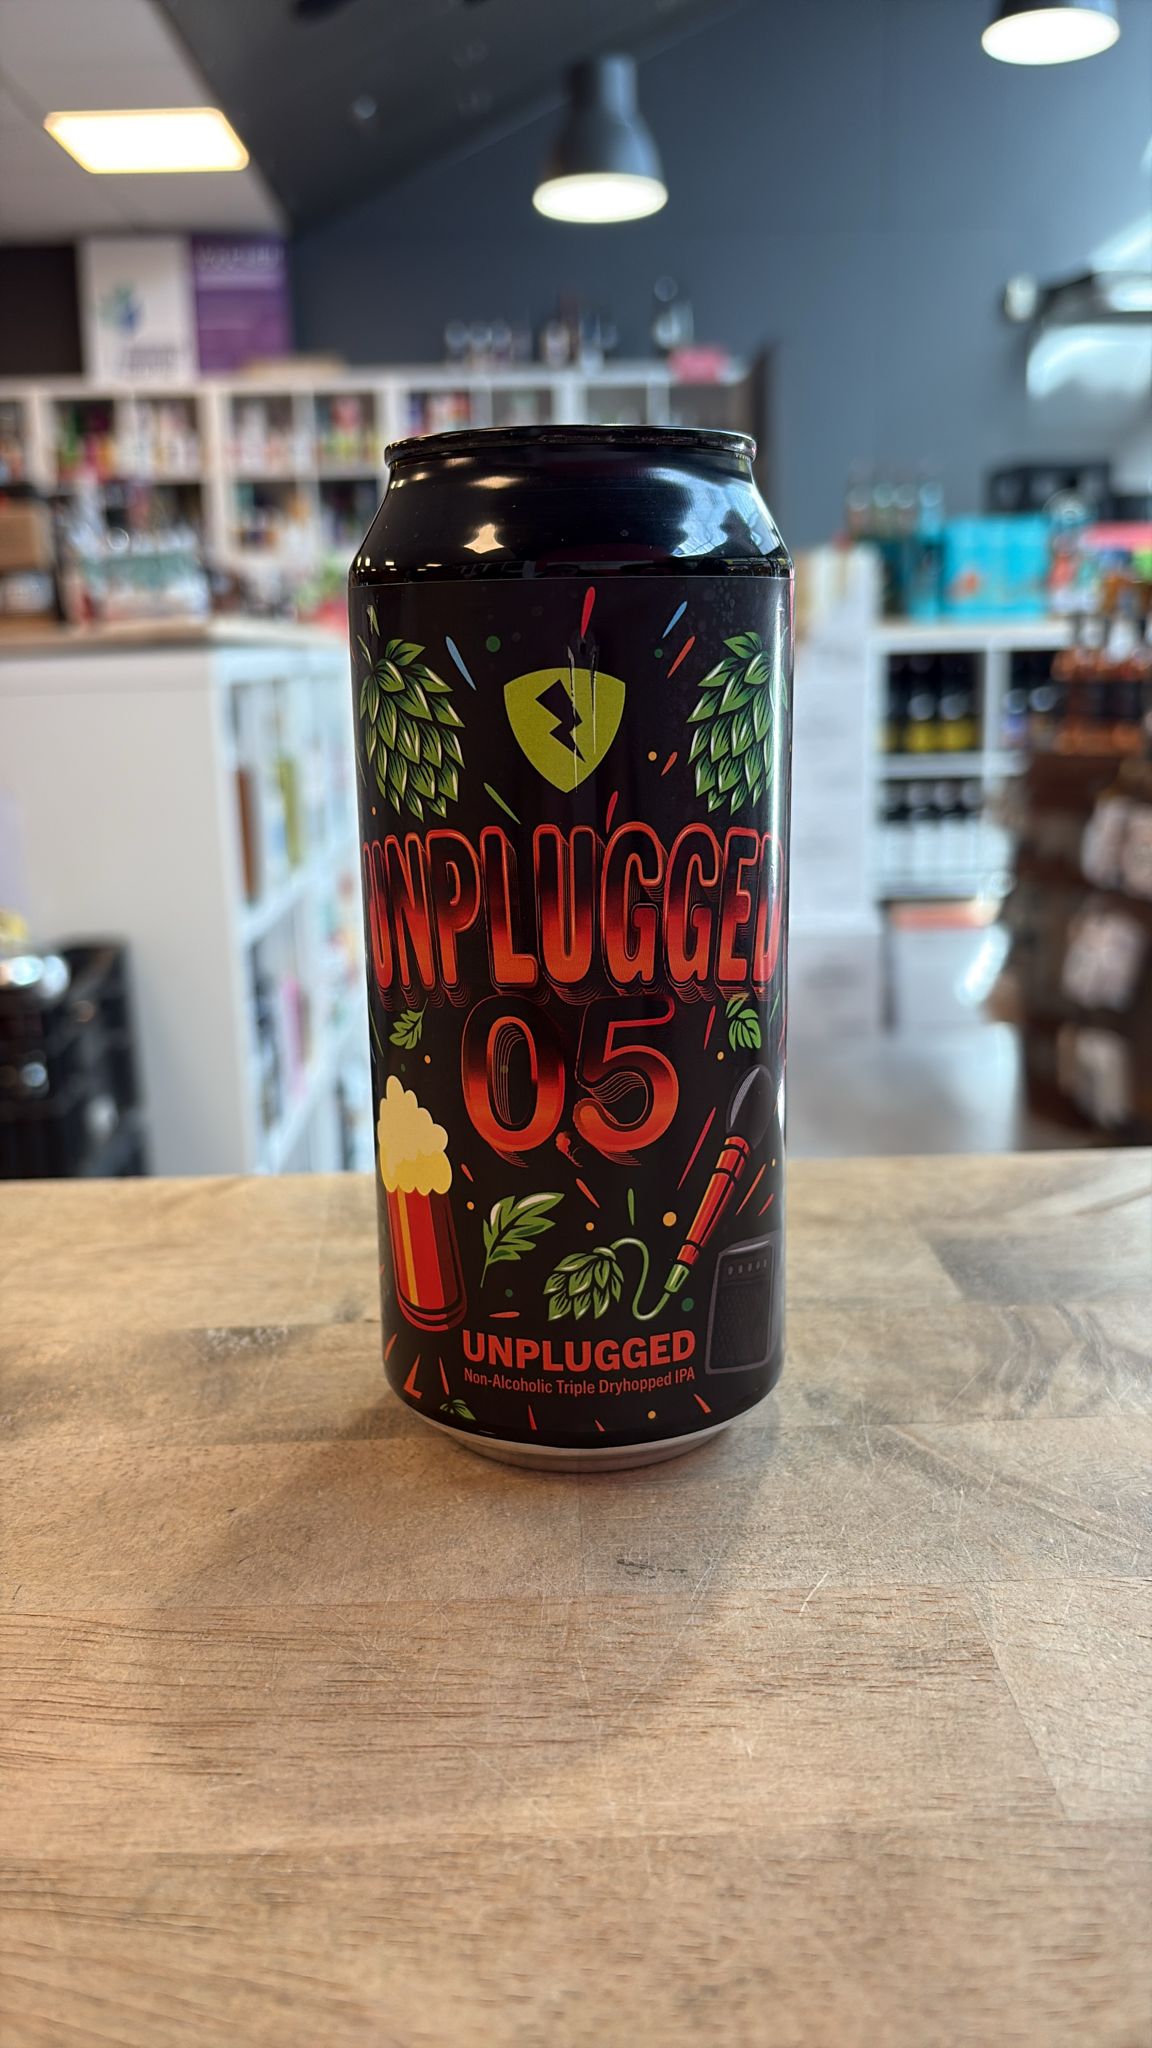 UNPLUGGED
0.5
UNPLUGGED
Non-Alcoholic Triple Dryhopped IPA